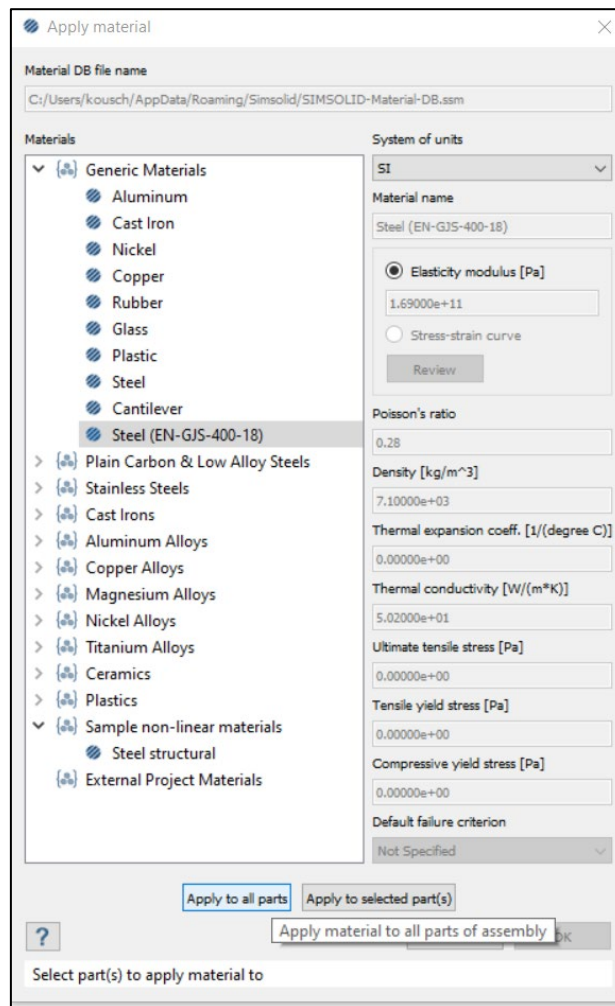 Apply material
Material DB file name
C:/Users/kousch/AppData/Roaming/Simsolid/SIMSOLID-Material-DB.ssm
Materials
Generic Materials
Aluminum
Cast Iron
Nickel
Copper
Rubber
Glass
Plastic
Steel
Cantilever
Steel (EN-GJS-400-18)
Plain Carbon & Low Alloy Steels
Stainless Steels
Cast Irons
Aluminum Alloys
Copper Alloys
Magnesium Alloys
Nickel Alloys
Titanium Alloys
Ceramics
Plastics
Sample non-linear materials
Steel structural
External Project Materials
System of units
SI
Material name
Steel (EN-GJS-400-18)
Elasticity modulus [Pa]
1.69000e+11
Stress-strain curve
Review
Poisson's ratio
0.28
Density [kg/m^3]
7.10000e+03
Thermal expansion coeff. [1/(degree C)]
0.00000e+00
Thermal conductivity [W/(m*K)]
5.02000e+01
Ultimate tensile stress [Pa]
0.00000e+00
Tensile yield stress [Pa]
0.00000e+00
Compressive yield stress [Pa]
0.00000e+00
Default failure criterion
Not Specified
Apply to all parts Apply to selected part(s)
? Apply material to all parts of assembly
Select part(s) to apply material to